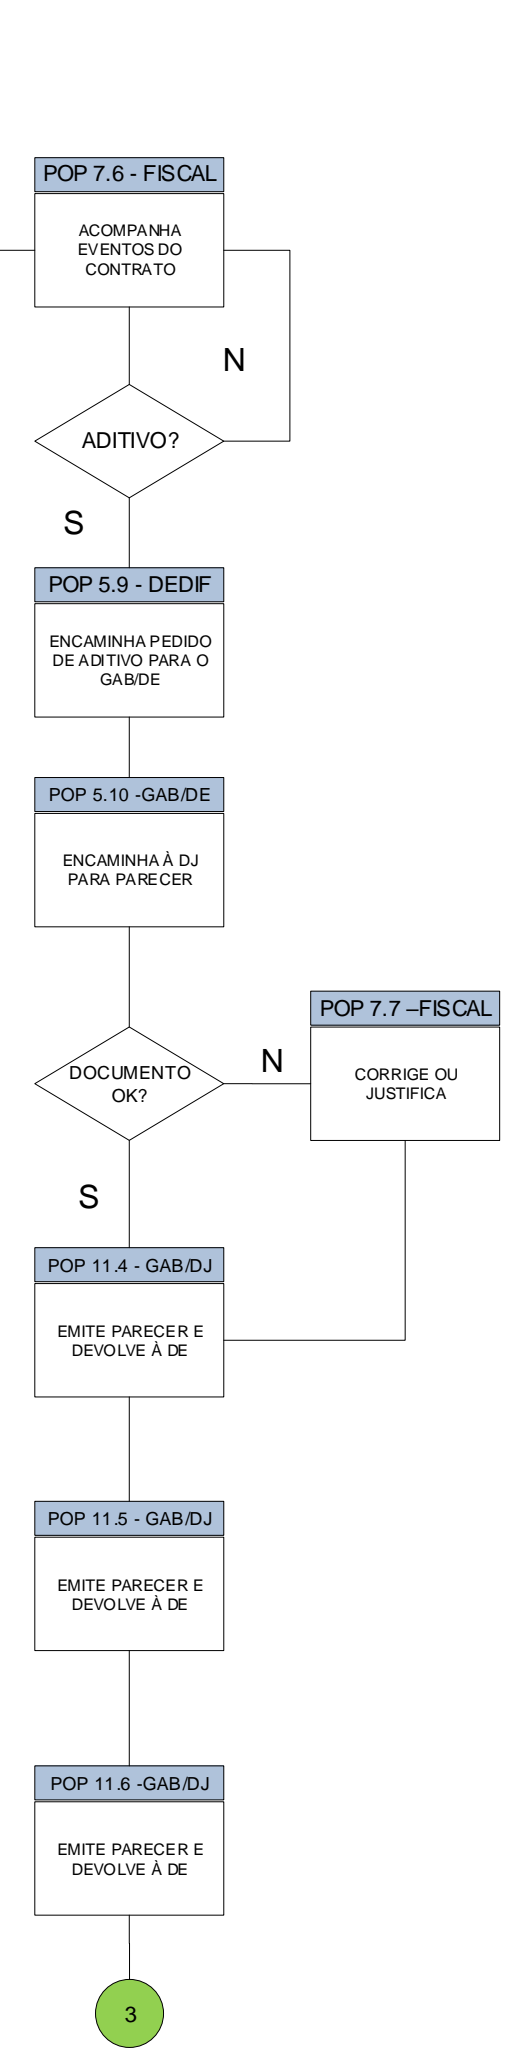 POP 7.6 - FISCAL
ACOMPANHA
EVENTOS DO
CONTRATO
N
ADITIVO?
S
POP 5.9 - DEDIF
ENCAMINHA PEDIDO
DE ADITIVO PARA O
GAB/DE
POP 5.10 -GAB/DE
ENCAMINHA À DJ
PARA PARECER
POP 7.7 –FISCAL
DOCUMENTO
OK?
N
CORRIGE OU
JUSTIFICA
S
POP 11.4 - GAB/DJ
EMITE PARECER E
DEVOLVE À DE
POP 11.5 - GAB/DJ
EMITE PARECER E
DEVOLVE À DE
POP 11.6 -GAB/DJ
EMITE PARECER E
DEVOLVE À DE
3